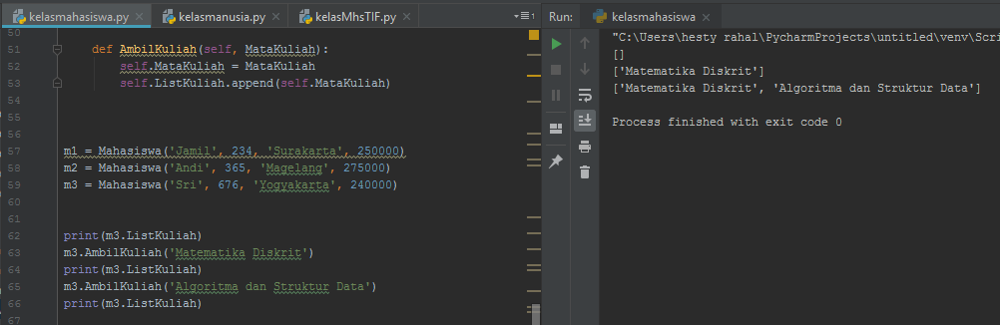 kelasmahasiswa.py kelasmanusia.py kelasMhsTIF.py
50
51 def AmbilKuliah(self, MataKuliah):
52 self.MataKuliah = MataKuliah
53 self.ListKuliah.append(self.MataKuliah)
54
55
56
57 m1 = Mahasiswa('Jamil', 234, 'Surakarta', 250000)
58 m2 = Mahasiswa('Andi', 365, 'Magelang', 275000)
59 m3 = Mahasiswa('Sri', 676, 'Yogyakarta', 240000)
60
61
62 print(m3.ListKuliah)
63 m3.AmbilKuliah('Matematika Diskrit')
64 print(m3.ListKuliah)
65 m3.AmbilKuliah('Algoritma dan Struktur Data')
66 print(m3.ListKuliah)
Run: kelasmahasiswa
"C:\Users\hesty rahal\PycharmProjects\untitled\venv\Scri
[]
['Matematika Diskrit']
['Matematika Diskrit', 'Algoritma dan Struktur Data']
Process finished with exit code 0